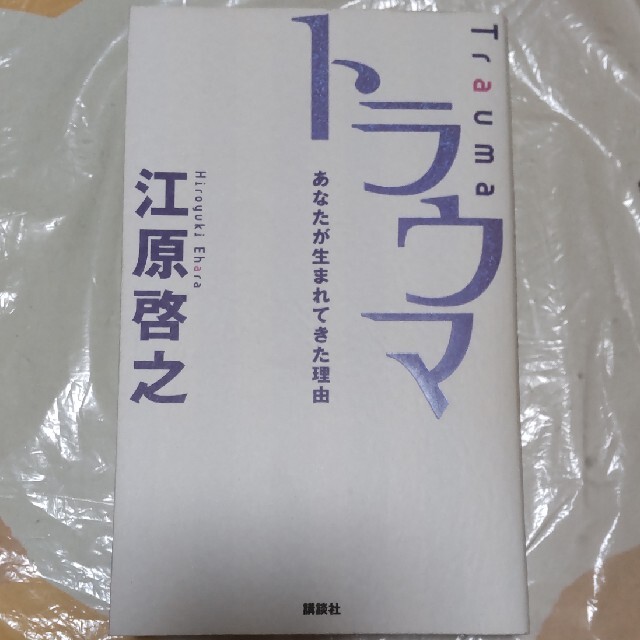 Trauma
トラウマ
あなたが生まれてきた理由
Hiroyuki Ehara
江原啓之
講談社